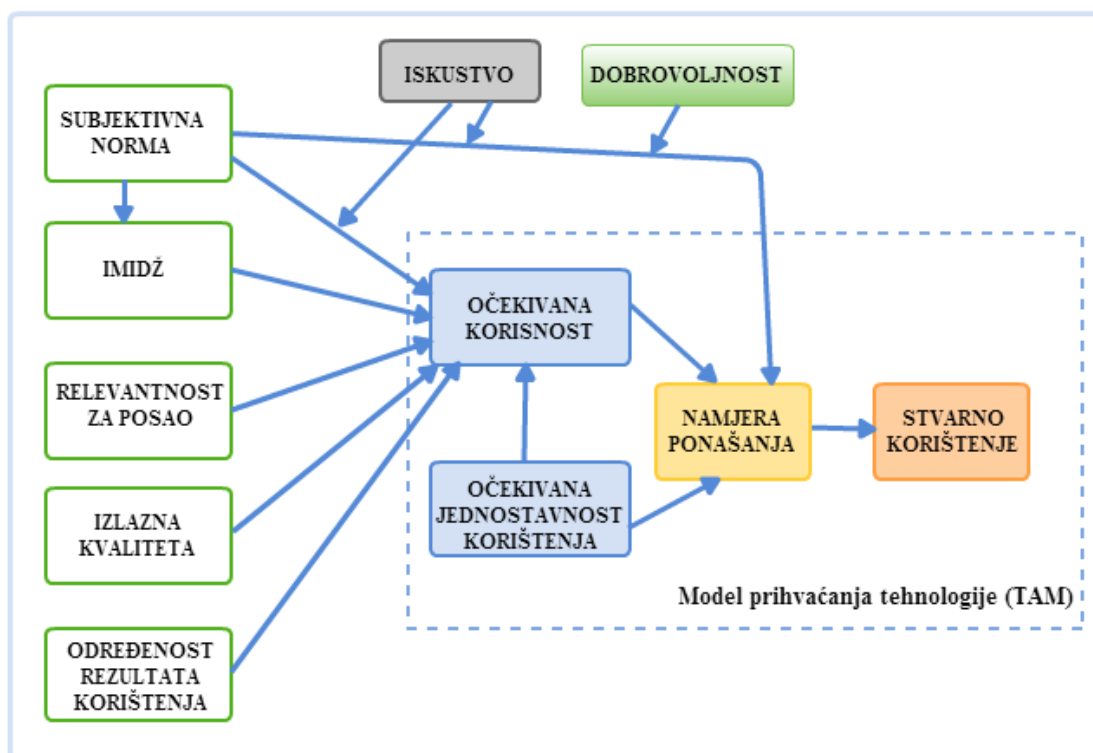 ISKUSTVO
DOBROVOLJNOST
SUBJEKTIVNA
NORMA
IMIDŽ
OČEKIVANA
KORISNOST
RELEVANTNOST
ZA POSAO
NAMJERA
PONAŠANJA
STVARNO
KORIŠTENJE
OČEKIVANA
JEDNOSTAVNOST
KORIŠTENJA
IZLAZNA
KVALITETA
Model prihvaćanja tehnologije (TAM)
ODREĐENOST
REZULTATA
KORIŠTENJA